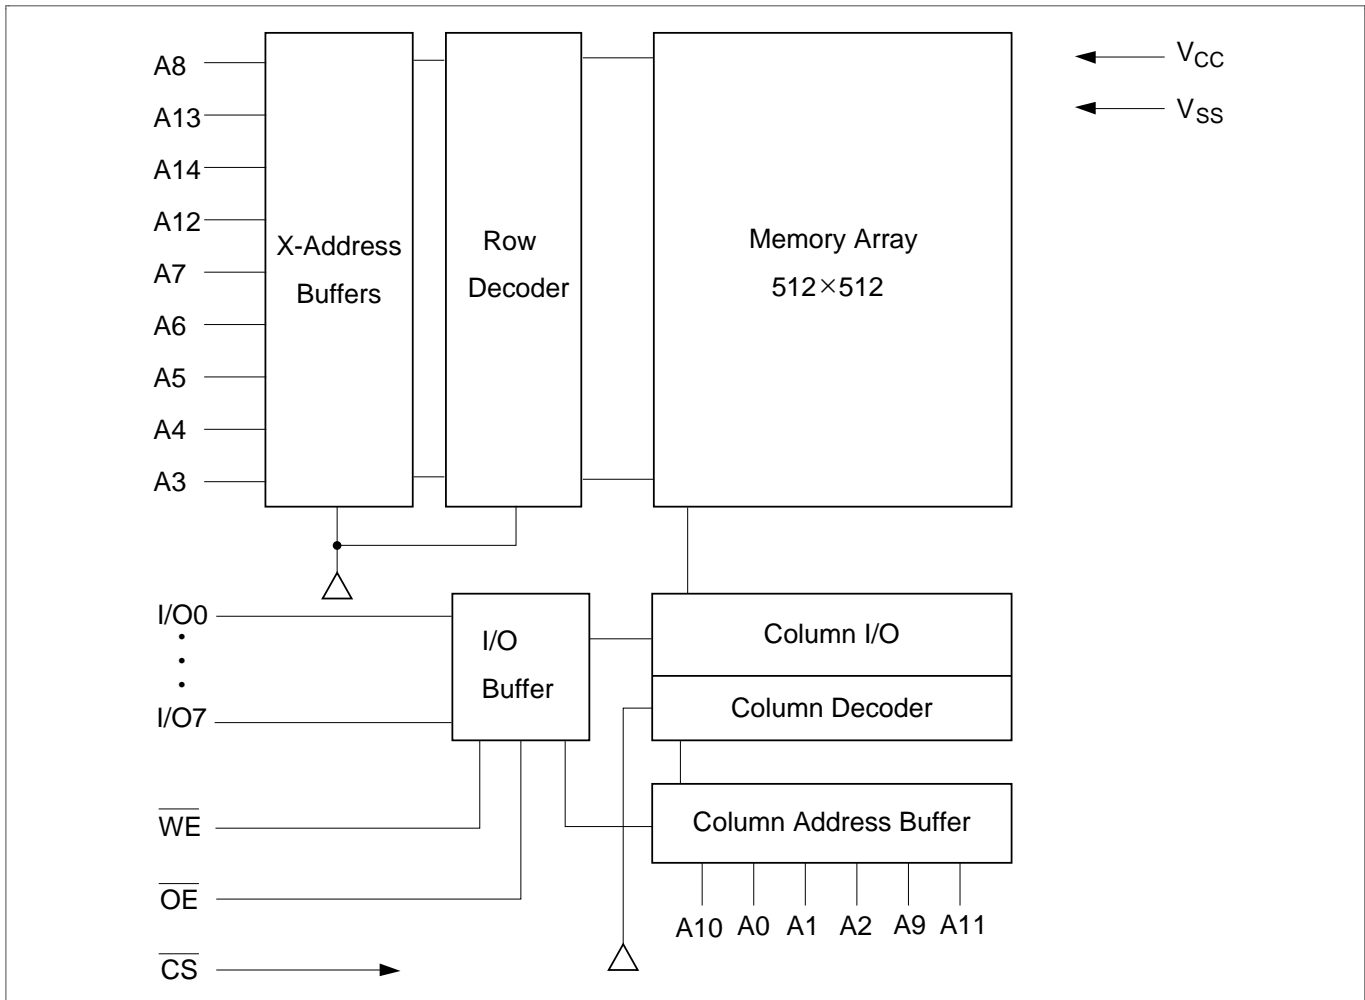 A8
A13
A14
A12
A7
A6
A5
A4
A3
X-Address
Buffers
Row
Decoder
Memory Array
512×512
VCC
VSS
I/O0
I/O7
I/O
Buffer
Column I/O
Column Decoder
Column Address Buffer
A10 A0 A1 A2 A9 A11
WE
OE
CS